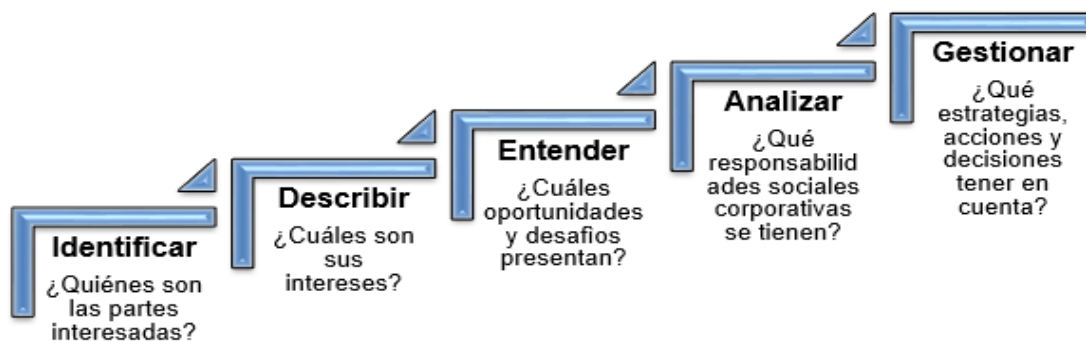 Identificar
¿Quiénes son
las partes
interesadas?
Describir
¿Cuáles son
sus
intereses?
Entender
¿Cuáles
oportunidades
y desafios
presentan?
Analizar
¿Qué
responsabilid
ades sociales
corporativas
se tienen?
Gestionar
¿Qué
estrategias,
acciones y
decisiones
tener en
cuenta?